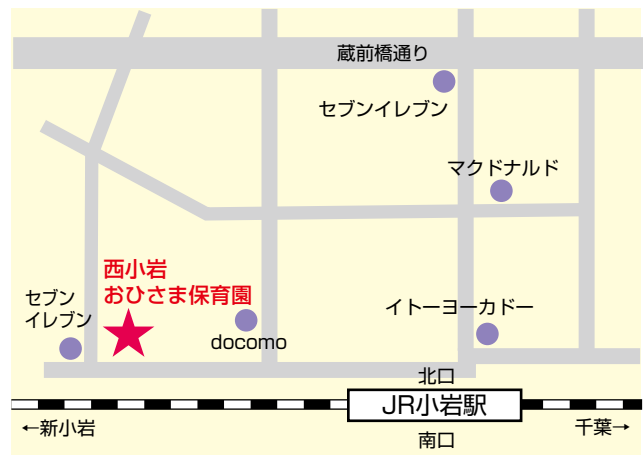 蔵前橋通り
セブンイレブン
マクドナルド
西小岩
おひさま保育園
セブン
イレブン
docomo
イトーヨーカドー
北口
JR小岩駅
←新小岩
南口
千葉→